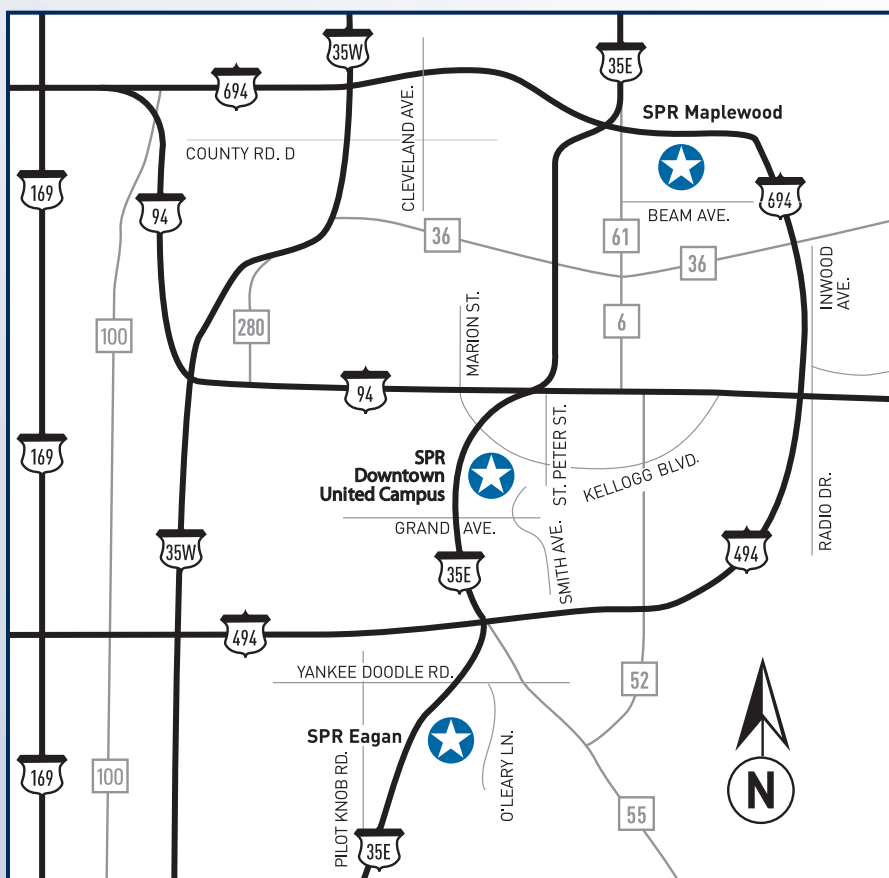 35W
35E
694
SPR Maplewood
CLEVELAND AVE.
COUNTY RD. D
169
694
94
BEAM AVE.
36
61
36
INWOOD
AVE.
MARION ST.
100
280
6
94
ST. PETER ST.
169
SPR
Downtown
United Campus
KELLOGG BLVD.
RADIO DR.
GRAND AVE.
SMITH AVE.
35W
494
35E
494
YANKEE DOODLE RD.
52
SPR Eagan
PILOT KNOB RD.
O'LEARY LN.
169
100
N
55
35E